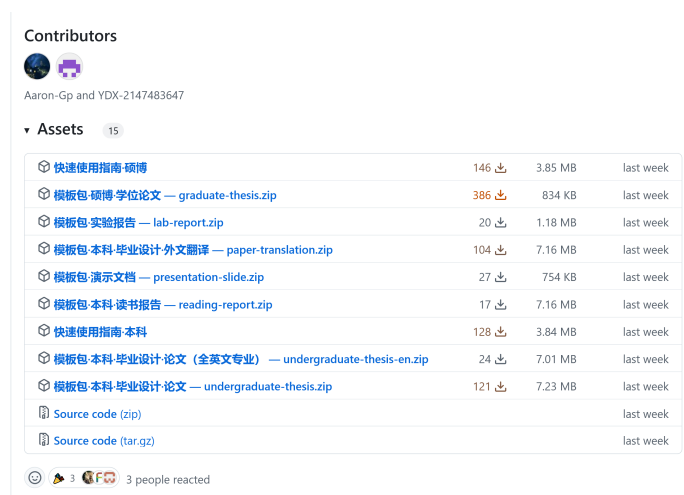 Contributors
Aaron-Gp and YDX-2147483647
Assets 15
快速使用指南·硕博 146 3.85 MB last week
模板包·硕博·学位论文 — graduate-thesis.zip 386 834 KB last week
模板包·实验报告 — lab-report.zip 20 1.18 MB last week
模板包·本科·毕业设计·外文翻译 — paper-translation.zip 104 7.16 MB last week
模板包·演示文档 — presentation-slide.zip 27 754 KB last week
模板包·本科·读书报告 — reading-report.zip 17 7.16 MB last week
快速使用指南·本科 128 3.84 MB last week
模板包·本科·毕业设计·论文（全英文专业） — undergraduate-thesis-en.zip 24 7.01 MB last week
模板包·本科·毕业设计·论文 — undergraduate-thesis.zip 121 7.23 MB last week
Source code (zip) last week
Source code (tar.gz) last week
3 F 3 people reacted